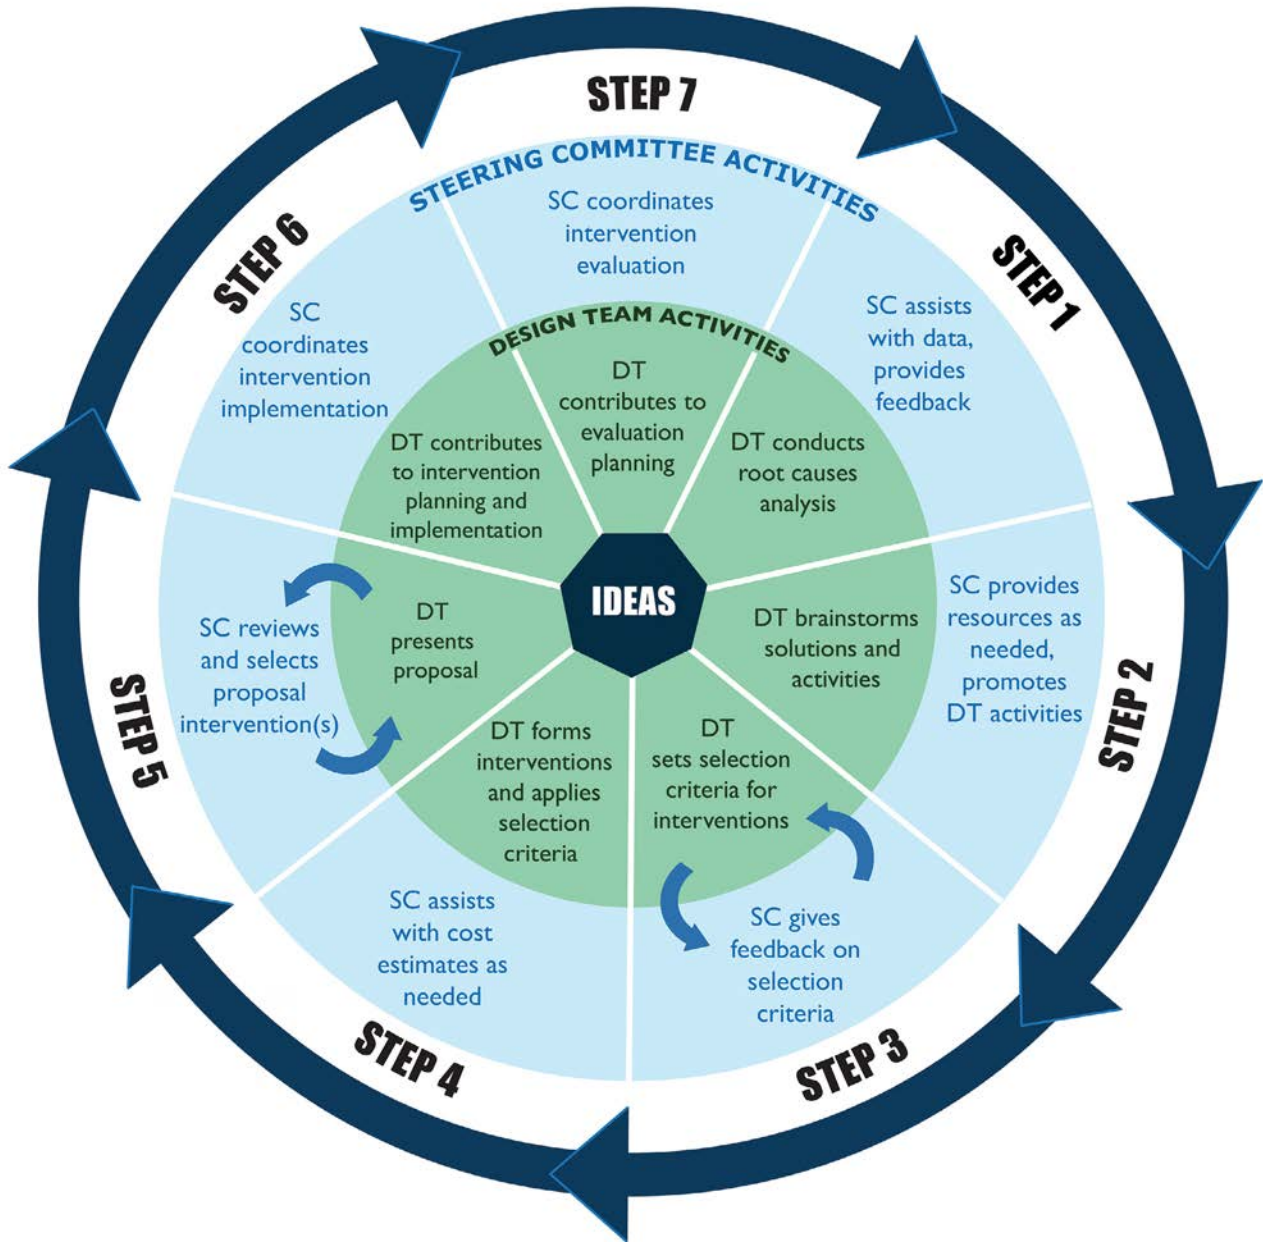 STEP 7
STEERING COMMITTEE ACTIVITIES
SC coordinates
intervention
evaluation
DESIGN TEAM ACTIVITIES
DT
contributes to
evaluation
planning
STEP 1
SC assists
with data,
provides
feedback
DT conducts
root causes
analysis
STEP 2
SC provides
resources as
needed,
promotes
DT activities
DT brainstorms
solutions and
activities
STEP 3
DT
sets selection
criteria for
interventions
SC gives
feedback on
selection
criteria
STEP 4
DT forms
interventions
and applies
selection
criteria
SC assists
with cost
estimates as
needed
STEP 5
SC reviews
and selects
proposal
intervention(s)
DT
presents
proposal
STEP 6
SC
coordinates
intervention
implementation
DT contributes
to intervention
planning and
implementation
IDEAS